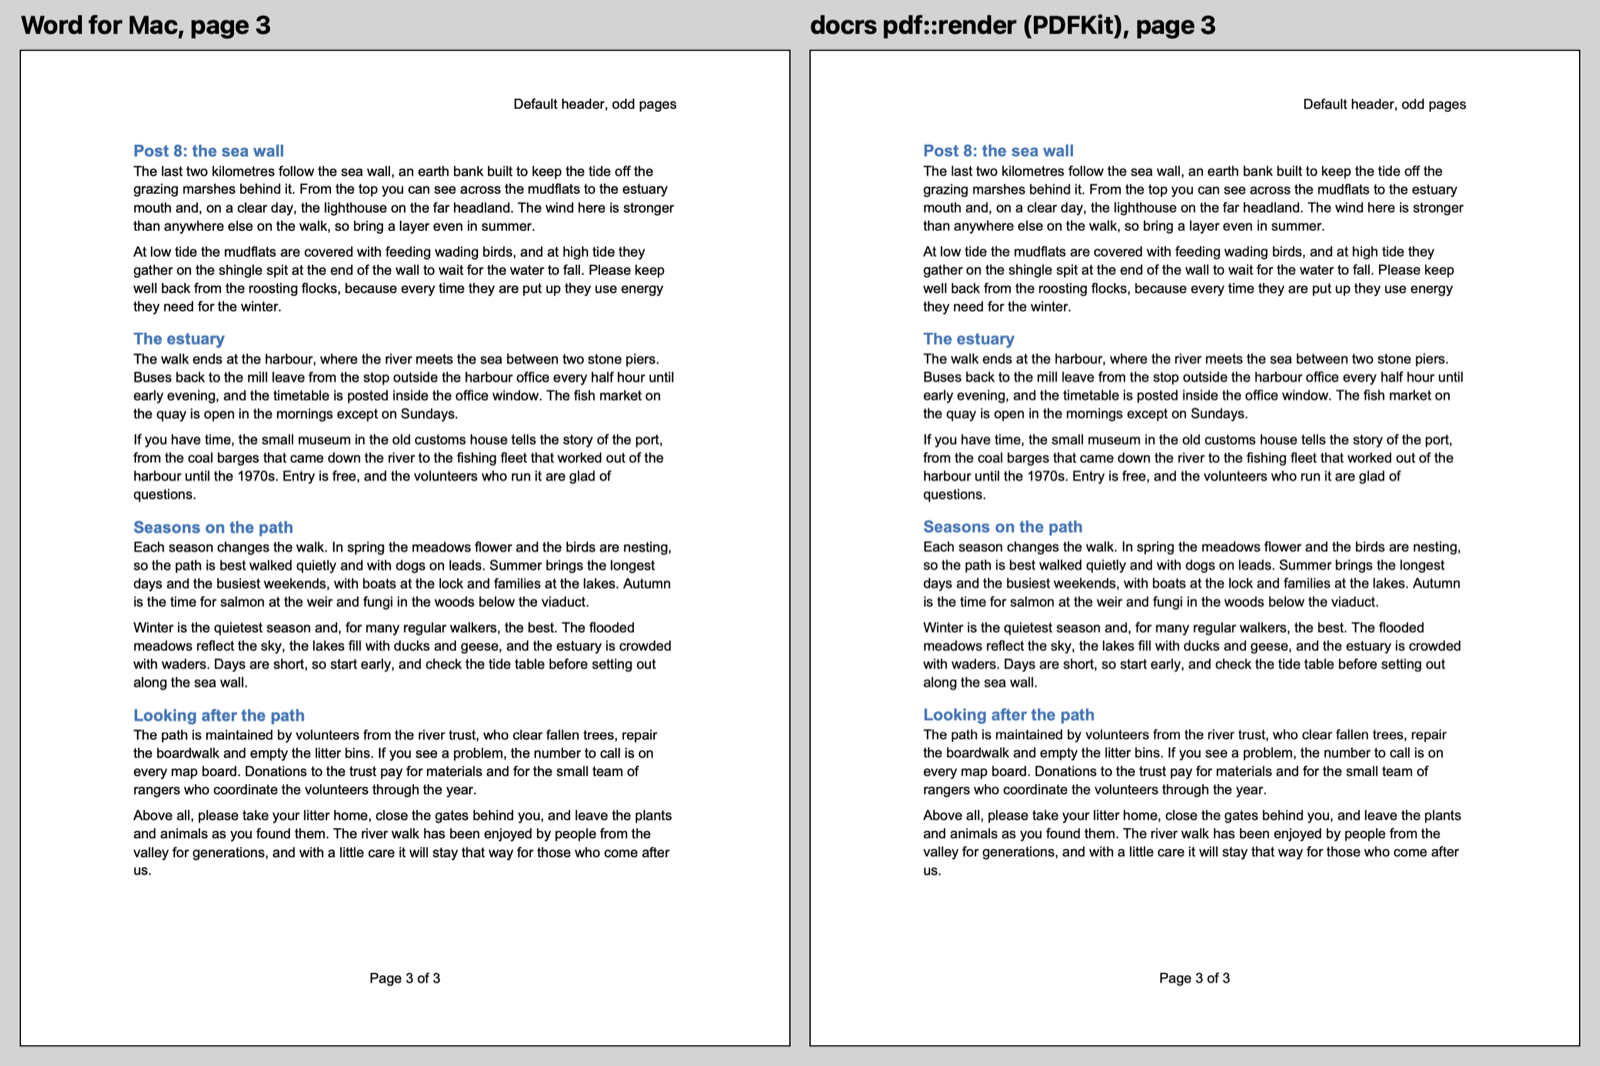 Word for Mac, page 3
Default header, odd pages
Post 8: the sea wall
The last two kilometres follow the sea wall, an earth bank built to keep the tide off the
grazing marshes behind it. From the top you can see across the mudflats to the estuary
mouth and, on a clear day, the lighthouse on the far headland. The wind here is stronger
than anywhere else on the walk, so bring a layer even in summer.
At low tide the mudflats are covered with feeding wading birds, and at high tide they
gather on the shingle spit at the end of the wall to wait for the water to fall. Please keep
well back from the roosting flocks, because every time they are put up they use energy
they need for the winter.
The estuary
The walk ends at the harbour, where the river meets the sea between two stone piers.
Buses back to the mill leave from the stop outside the harbour office every half hour until
early evening, and the timetable is posted inside the office window. The fish market on
the quay is open in the mornings except on Sundays.
If you have time, the small museum in the old customs house tells the story of the port,
from the coal barges that came down the river to the fishing fleet that worked out of the
harbour until the 1970s. Entry is free, and the volunteers who run it are glad of
questions.
Seasons on the path
Each season changes the walk. In spring the meadows flower and the birds are nesting,
so the path is best walked quietly and with dogs on leads. Summer brings the longest
days and the busiest weekends, with boats at the lock and families at the lakes. Autumn
is the time for salmon at the weir and fungi in the woods below the viaduct.
Winter is the quietest season and, for many regular walkers, the best. The flooded
meadows reflect the sky, the lakes fill with ducks and geese, and the estuary is crowded
with waders. Days are short, so start early, and check the tide table before setting out
along the sea wall.
Looking after the path
The path is maintained by volunteers from the river trust, who clear fallen trees, repair
the boardwalk and empty the litter bins. If you see a problem, the number to call is on
every map board. Donations to the trust pay for materials and for the small team of
rangers who coordinate the volunteers through the year.
Above all, please take your litter home, close the gates behind you, and leave the plants
and animals as you found them. The river walk has been enjoyed by people from the
valley for generations, and with a little care it will stay that way for those who come after
us.
Page 3 of 3
docrs pdf::render (PDFKit), page 3
Default header, odd pages
Post 8: the sea wall
The last two kilometres follow the sea wall, an earth bank built to keep the tide off the
grazing marshes behind it. From the top you can see across the mudflats to the estuary
mouth and, on a clear day, the lighthouse on the far headland. The wind here is stronger
than anywhere else on the walk, so bring a layer even in summer.
At low tide the mudflats are covered with feeding wading birds, and at high tide they
gather on the shingle spit at the end of the wall to wait for the water to fall. Please keep
well back from the roosting flocks, because every time they are put up they use energy
they need for the winter.
The estuary
The walk ends at the harbour, where the river meets the sea between two stone piers.
Buses back to the mill leave from the stop outside the harbour office every half hour until
early evening, and the timetable is posted inside the office window. The fish market on
the quay is open in the mornings except on Sundays.
If you have time, the small museum in the old customs house tells the story of the port,
from the coal barges that came down the river to the fishing fleet that worked out of the
harbour until the 1970s. Entry is free, and the volunteers who run it are glad of
questions.
Seasons on the path
Each season changes the walk. In spring the meadows flower and the birds are nesting,
so the path is best walked quietly and with dogs on leads. Summer brings the longest
days and the busiest weekends, with boats at the lock and families at the lakes. Autumn
is the time for salmon at the weir and fungi in the woods below the viaduct.
Winter is the quietest season and, for many regular walkers, the best. The flooded
meadows reflect the sky, the lakes fill with ducks and geese, and the estuary is crowded
with waders. Days are short, so start early, and check the tide table before setting out
along the sea wall.
Looking after the path
The path is maintained by volunteers from the river trust, who clear fallen trees, repair
the boardwalk and empty the litter bins. If you see a problem, the number to call is on
every map board. Donations to the trust pay for materials and for the small team of
rangers who coordinate the volunteers through the year.
Above all, please take your litter home, close the gates behind you, and leave the plants
and animals as you found them. The river walk has been enjoyed by people from the
valley for generations, and with a little care it will stay that way for those who come after
us.
Page 3 of 3